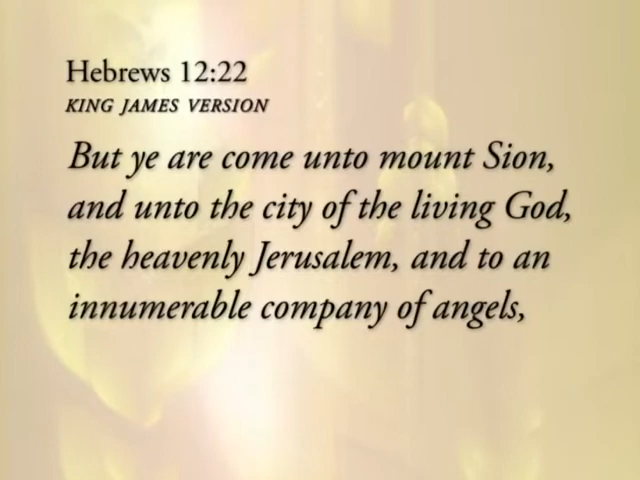 Hebrews 12:22
KING JAMES VERSION
But ye are come unto mount Sion,
and unto the city of the living God,
the heavenly Jerusalem, and to an
innumerable company of angels,